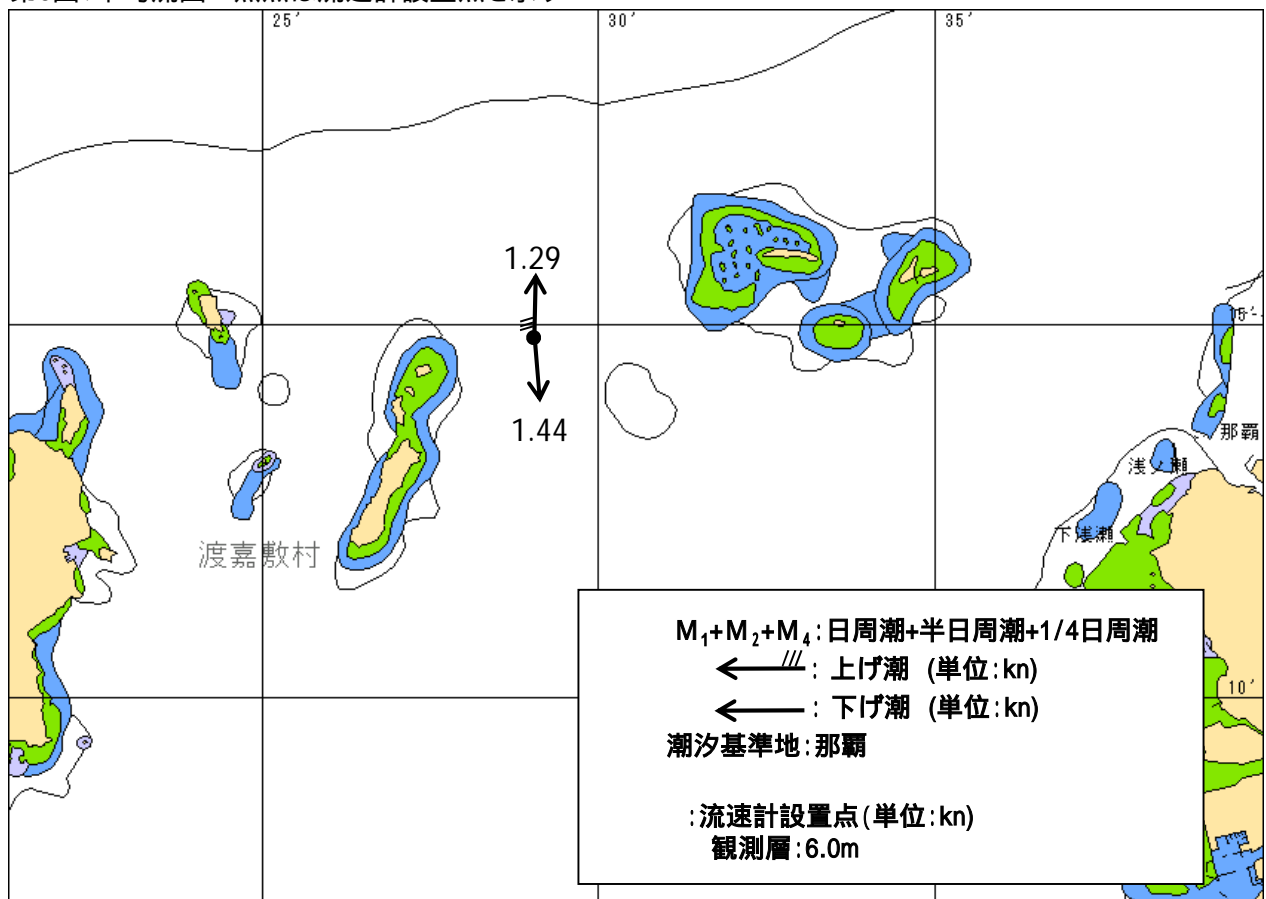 25′
30′
35′
1.29
15′
1.44
那覇
浅ノ瀬
下浅瀬
渡嘉敷村
M₁+M₂+M₄:日周潮+半日周潮+1/4日周潮
: 上げ潮 (単位:kn)
: 下げ潮 (単位:kn)
10′
潮汐基準地:那覇
:流速計設置点(単位:kn)
観測層:6.0m